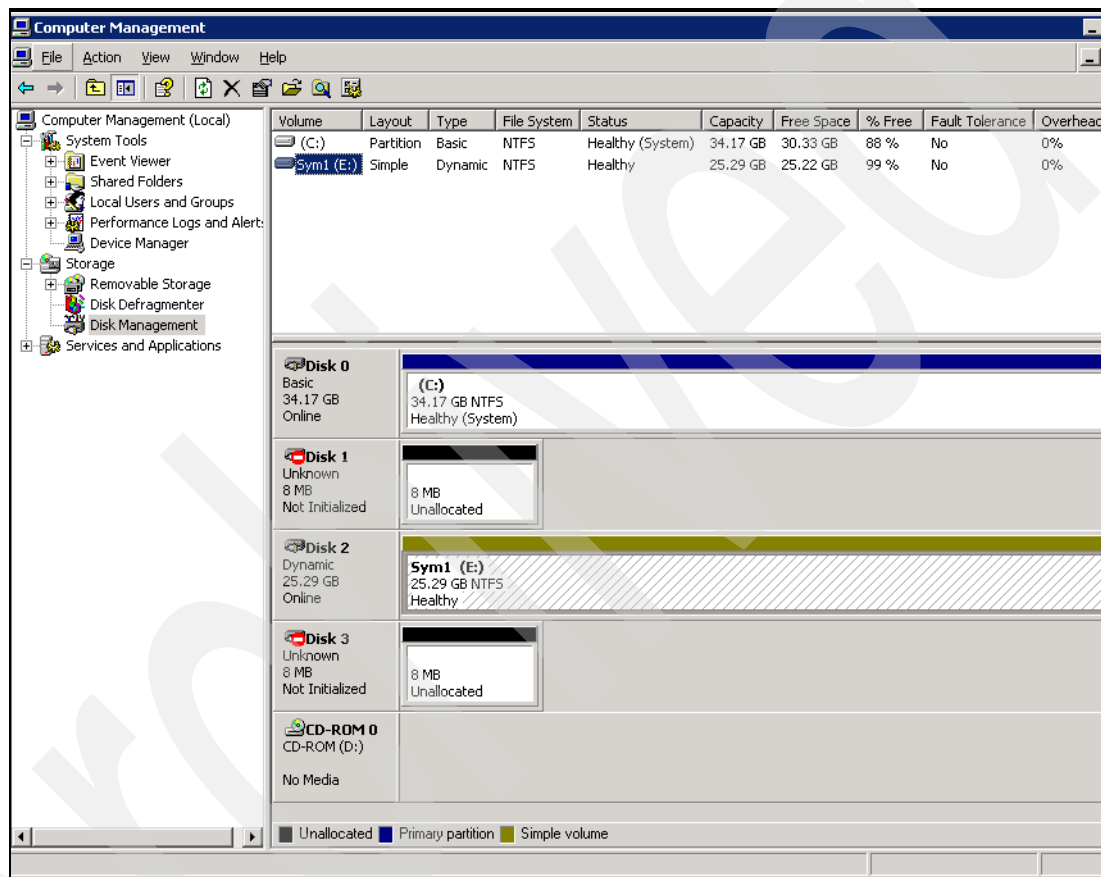 Computer Management
File Action View Window Help
Computer Management (Local)
System Tools
Event Viewer
Shared Folders
Local Users and Groups
Performance Logs and Alert
Device Manager
Storage
Removable Storage
Disk Defragmenter
Disk Management
Services and Applications
Volume Layout Type File System Status Capacity Free Space % Free Fault Tolerance Overhead
(C:) Partition Basic NTFS Healthy (System) 34.17 GB 30.33 GB 88 % No 0%
Sym1 (E:) Simple Dynamic NTFS Healthy 25.29 GB 25.22 GB 99 % No 0%
Disk 0
Basic
34.17 GB
Online
(C:)
34.17 GB NTFS
Healthy (System)
Disk 1
Unknown
8 MB
Not Initialized
8 MB
Unallocated
Disk 2
Dynamic
25.29 GB
Online
Sym1 (E:)
25.29 GB NTFS
Healthy
Disk 3
Unknown
8 MB
Not Initialized
8 MB
Unallocated
CD-ROM 0
CD-ROM (D:)
No Media
Unallocated Primary partition Simple volume